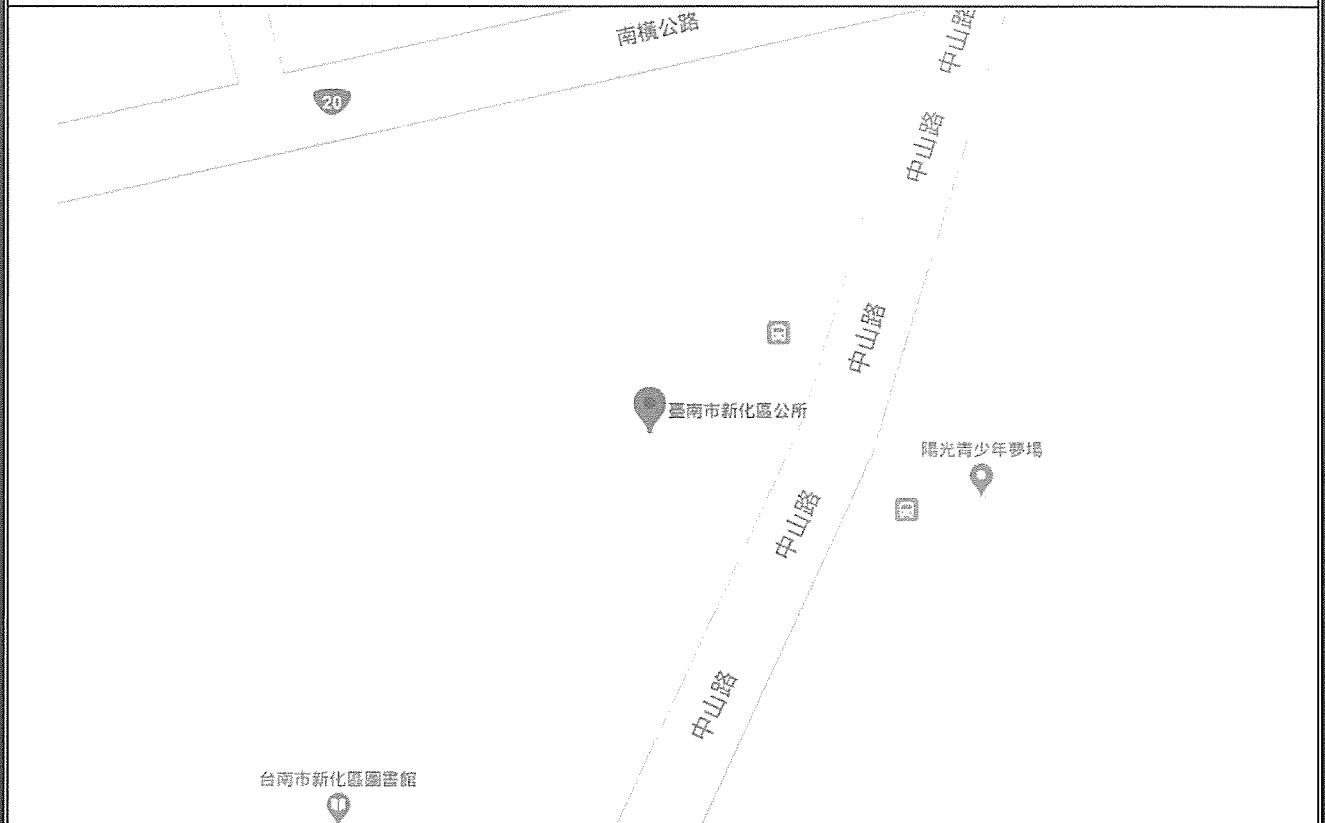 南橫公路
中山路
20
中山路
中山路
臺南市新化區公所
陽光青少年夢場
中山路
中山路
台南市新化區圖書館